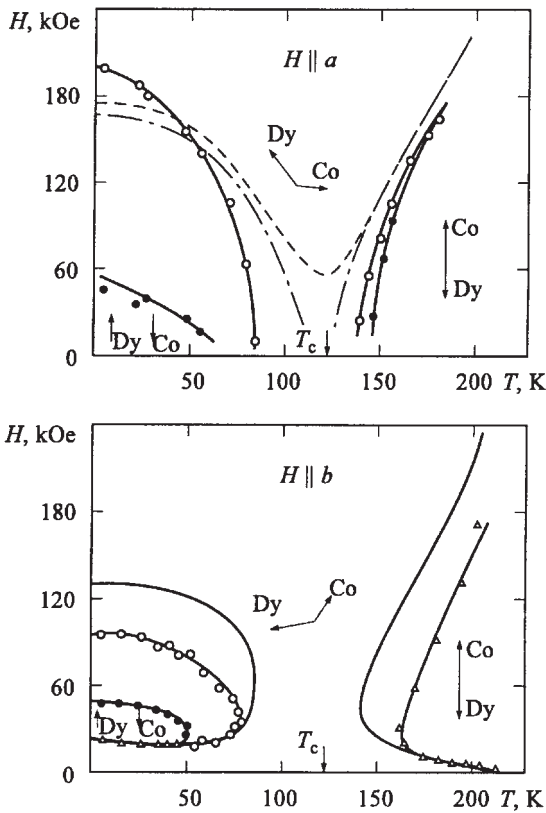 H, kOe
H || a
180
Dy
Co
120
Co
60
Dy
Dy Co
T_c
0
50 100 150 200 T, K
H, kOe
H || b
180
Co
Dy
120
Co
60
Dy
Dy Co
T_c
0
50 100 150 200 T, K